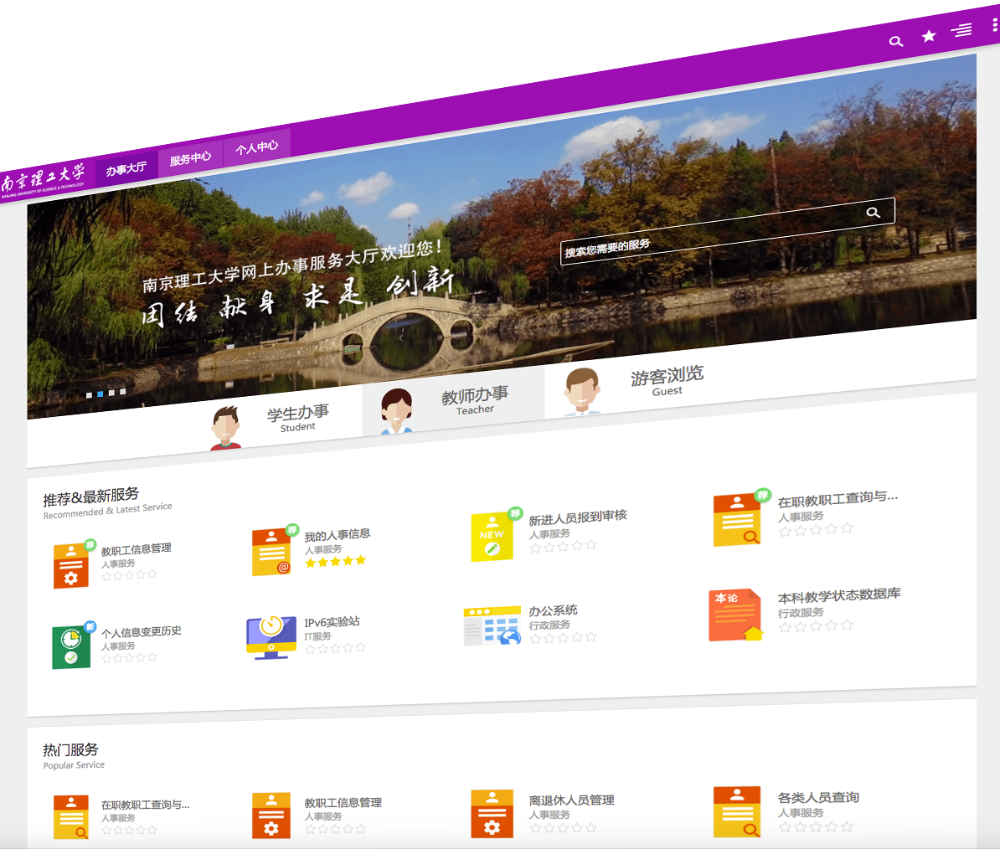 南京理工大学
NANJING UNIVERSITY OF SCIENCE & TECHNOLOGY
办事大厅
服务中心
个人中心
南京理工大学网上办事服务大厅欢迎您!
团结 献身 求是 创新
搜索您需要的服务
学生办事
Student
教师办事
Teacher
游客浏览
Guest
推荐&最新服务
Recommended & Latest Service
荐
教职工信息管理
人事服务
荐
@
我的人事信息
人事服务
荐
NEW
新进人员报到审核
人事服务
荐
在职教职工查询与...
人事服务
新
个人信息变更历史
人事服务
IPv6实验站
IT服务
办公系统
行政服务
本论
本科教学状态数据库
行政服务
热门服务
Popular Service
在职教职工查询与...
人事服务
教职工信息管理
人事服务
离退休人员管理
人事服务
各类人员查询
人事服务